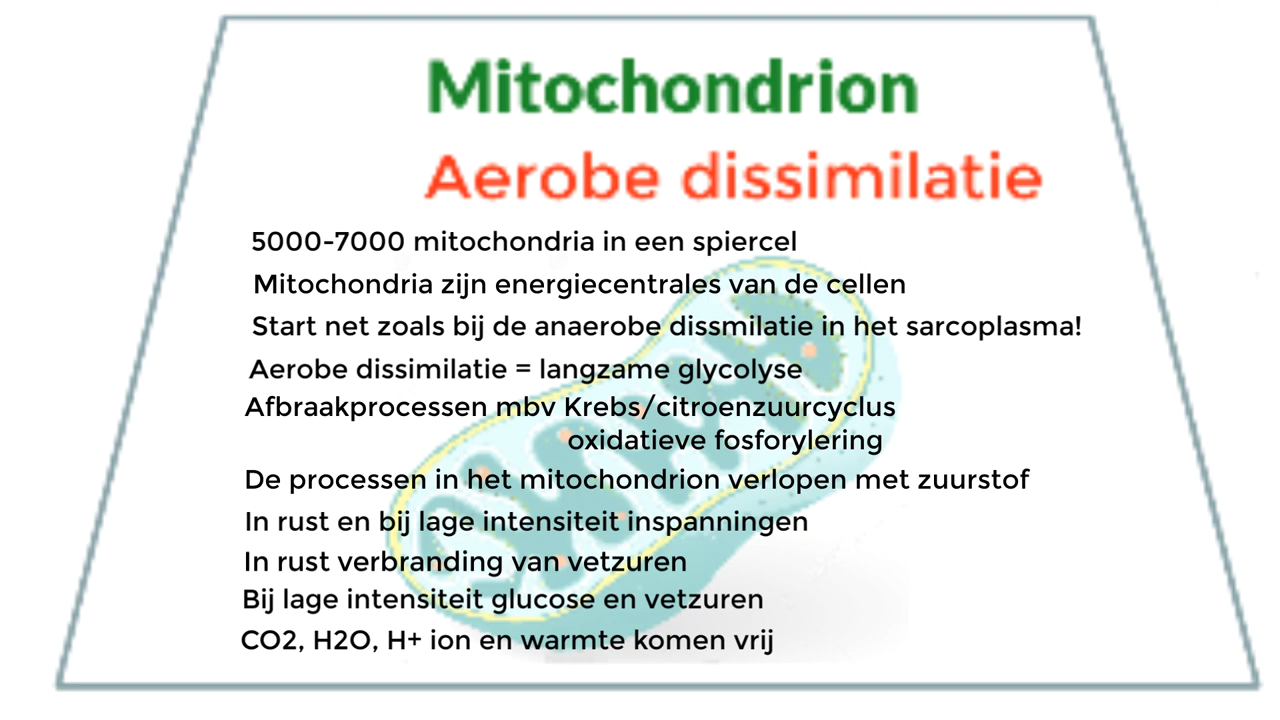 Mitochondrion
Aerobe dissimilatie
5000-7000 mitochondria in een spiercel
Mitochondria zijn energiecentrales van de cellen
Start net zoals bij de anaerobe dissmilatie in het sarcoplasma!
Aerobe dissimilatie = langzame glycolyse
Afbraakprocessen mbv Krebs/citroenzuurcyclus
oxidatieve fosforylering
De processen in het mitochondrion verlopen met zuurstof
In rust en bij lage intensiteit inspanningen
In rust verbranding van vetzuren
Bij lage intensiteit glucose en vetzuren
CO2, H2O, H+ ion en warmte komen vrij